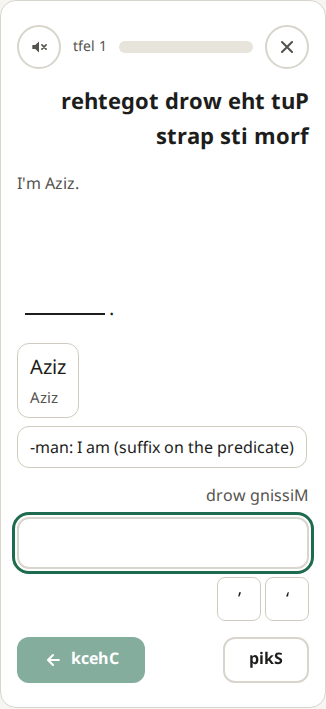 tfel 1
rehtegot drow eht tuP
strap sti morf
I'm Aziz.
.
Aziz
Aziz
-man: I am (suffix on the predicate)
drow gnissiM
ʼ ʻ
← kcehC
pikS